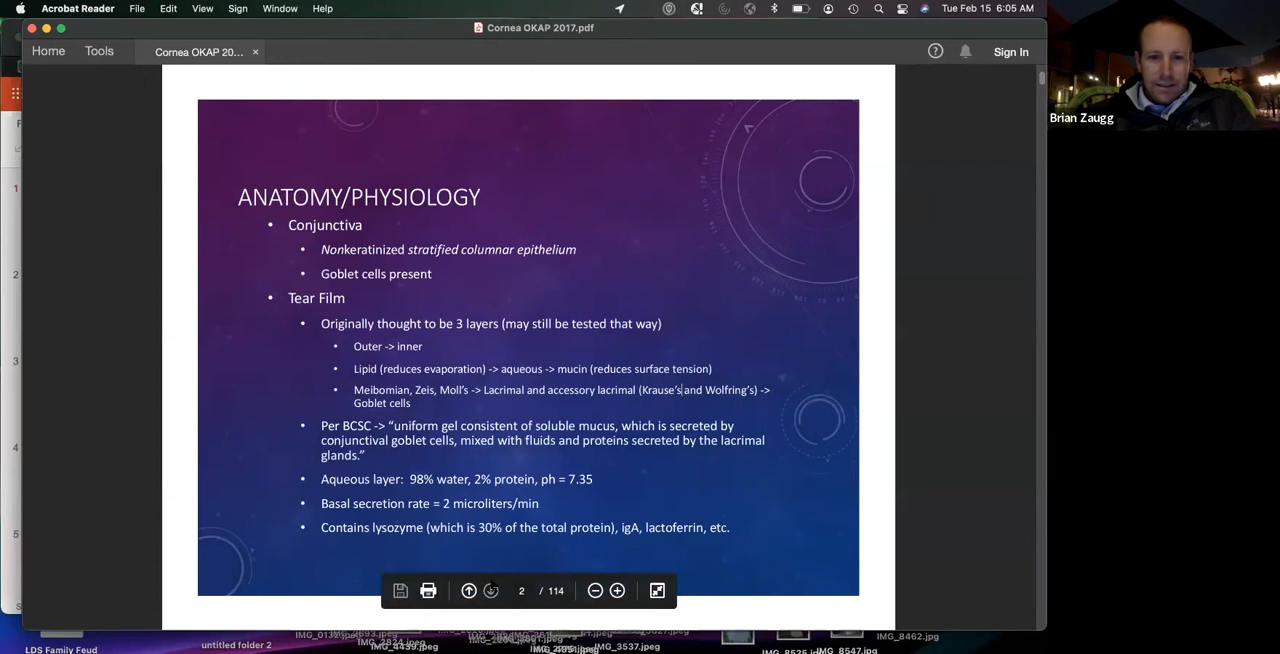 Acrobat Reader File Edit View Sign Window Help Tue Feb 15 6:05 AM
Cornea OKAP 2017.pdf
Home Tools Cornea OKAP 20... × Sign In
Brian Zaugg
ANATOMY/PHYSIOLOGY
• Conjunctiva
• Nonkeratinized stratified columnar epithelium
• Goblet cells present
• Tear Film
• Originally thought to be 3 layers (may still be tested that way)
• Outer -> inner
• Lipid (reduces evaporation) -> aqueous -> mucin (reduces surface tension)
• Meibomian, Zeis, Moll's -> Lacrimal and accessory lacrimal (Krause's and Wolfring's) ->
Goblet cells
• Per BCSC -> “uniform gel consistent of soluble mucus, which is secreted by
conjunctival goblet cells, mixed with fluids and proteins secreted by the lacrimal
glands.”
• Aqueous layer: 98% water, 2% protein, ph = 7.35
• Basal secretion rate = 2 microliters/min
• Contains lysozyme (which is 30% of the total protein), igA, lactoferrin, etc.
1
2
3
4
5
2 / 114
LDS Family Feud
untitled folder 2
IMG_4439.jpeg
IMG_3537.jpeg
IMG_8462.jpg
IMG_8547.jpg